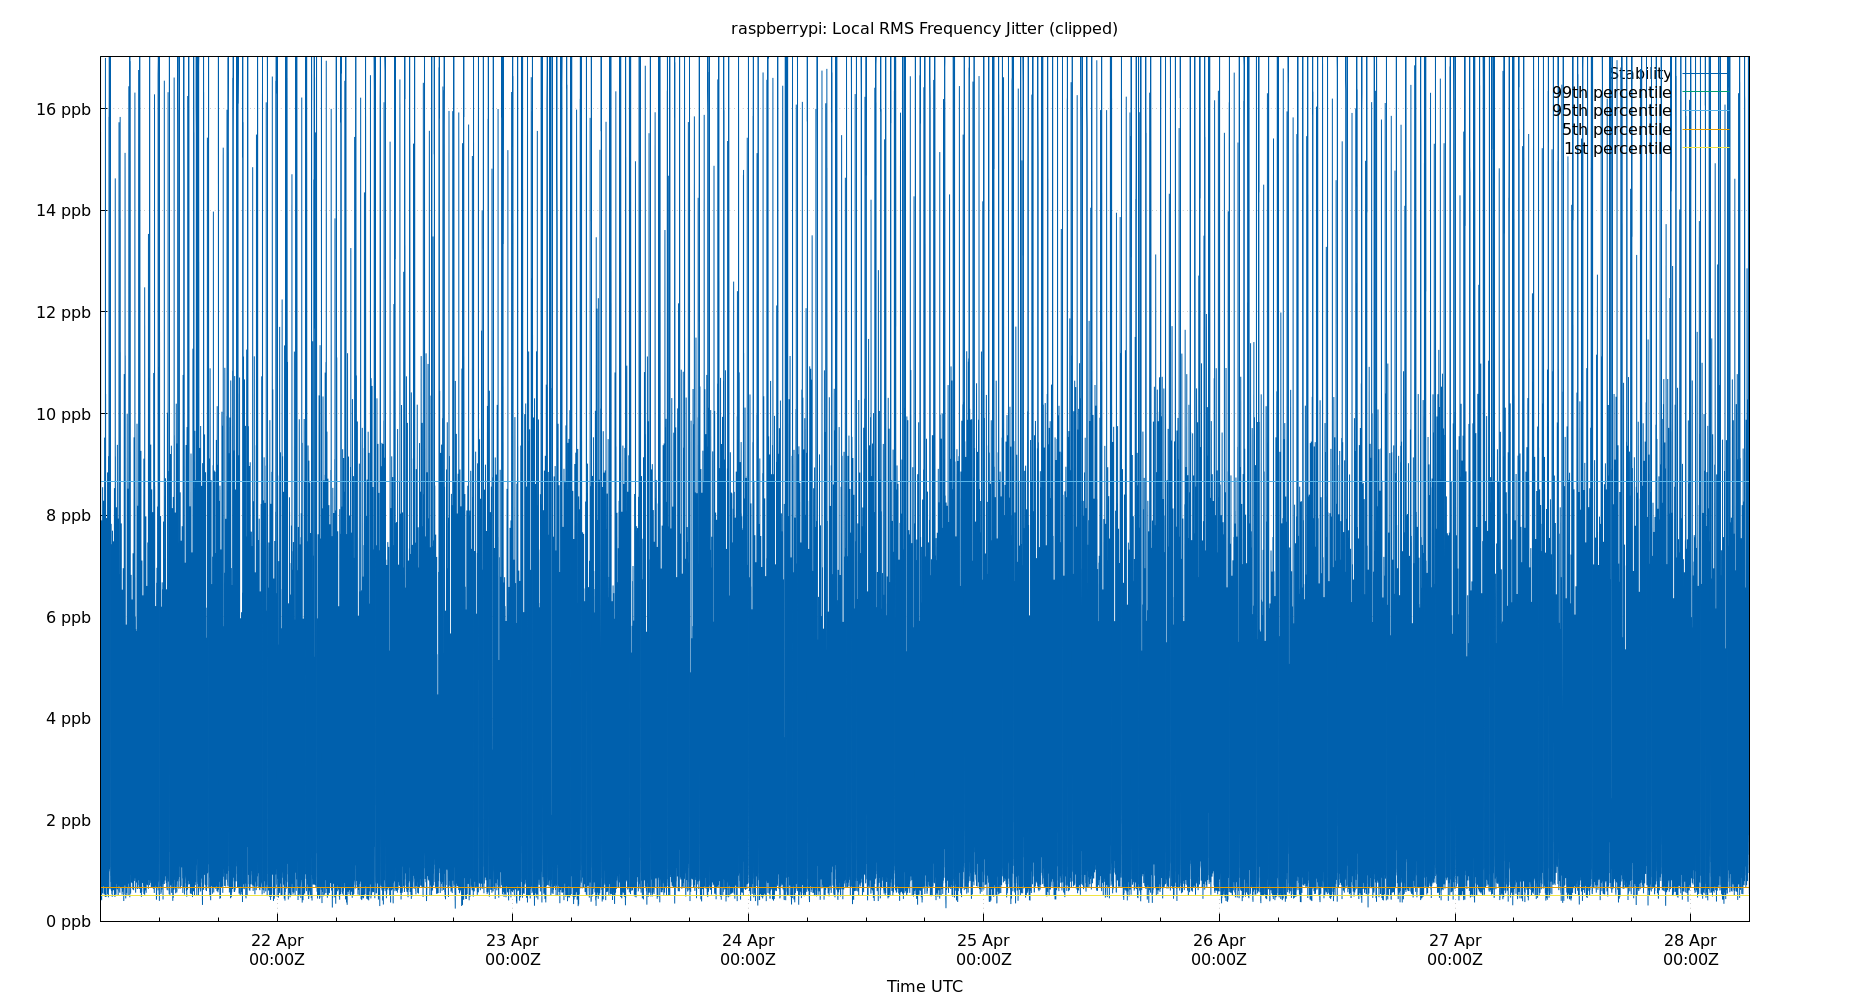 raspberrypi: Local RMS Frequency Jitter (clipped)
Stability
99th percentile
95th percentile
5th percentile
1st percentile
16 ppb
14 ppb
12 ppb
10 ppb
8 ppb
6 ppb
4 ppb
2 ppb
0 ppb
22 Apr 23 Apr 24 Apr 25 Apr 26 Apr 27 Apr 28 Apr
00:00Z 00:00Z 00:00Z 00:00Z 00:00Z 00:00Z 00:00Z
Time UTC